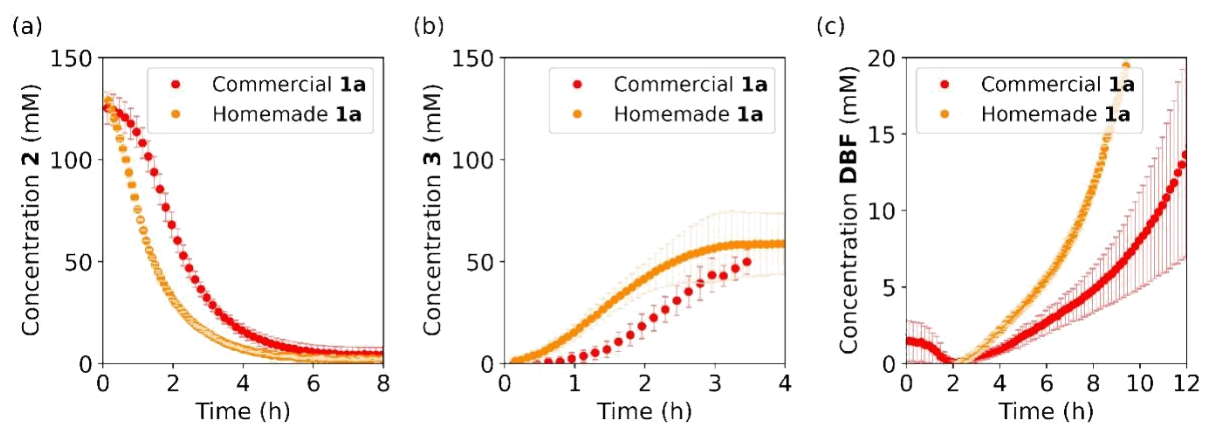 (a)
150
100
50
0
Concentration 2 (mM)
Commercial 1a
Homemade 1a
0 2 4 6 8
Time (h)
(b)
150
100
50
0
Concentration 3 (mM)
Commercial 1a
Homemade 1a
0 1 2 3 4
Time (h)
(c)
20
15
10
5
0
Concentration DBF (mM)
Commercial 1a
Homemade 1a
0 2 4 6 8 10 12
Time (h)